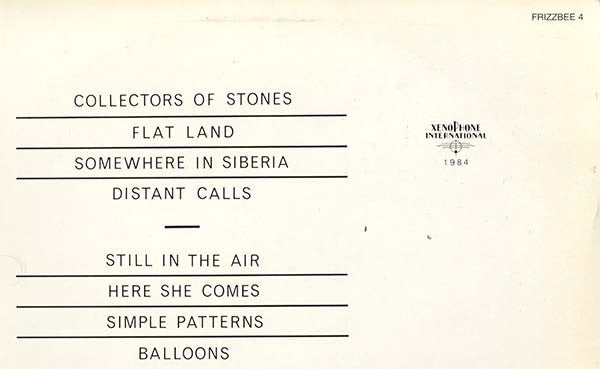 FRIZZBEE 4
COLLECTORS OF STONES
FLAT LAND
SOMEWHERE IN SIBERIA
DISTANT CALLS
STILL IN THE AIR
HERE SHE COMES
SIMPLE PATTERNS
BALLOONS
XENOPHONE
INTERNATIONAL
1984